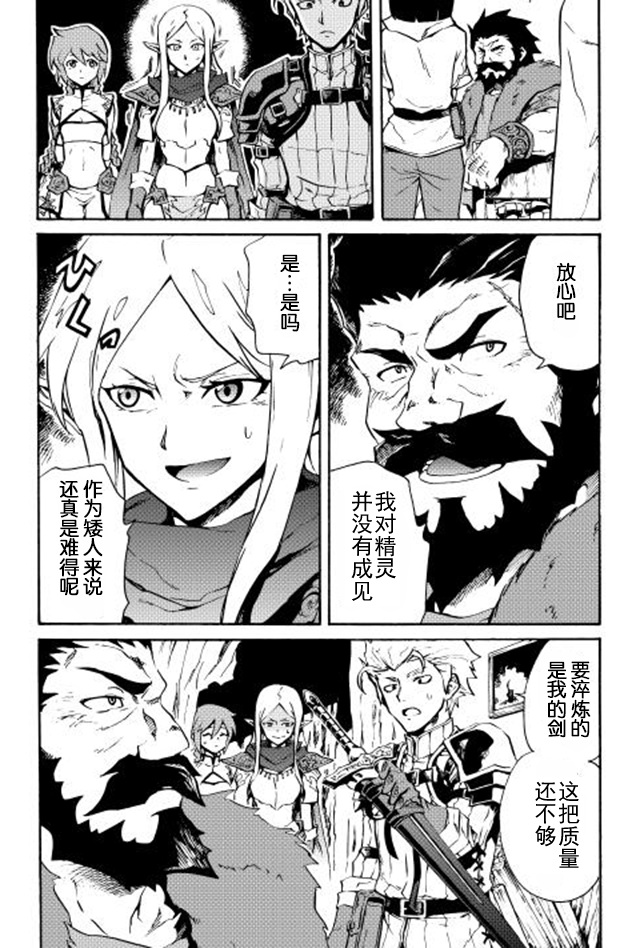 放心吧
我对精灵
并没有成见
是…是吗
作为矮人来说
还真是难得呢
要淬炼的
是我的剑
这把质量
还不够